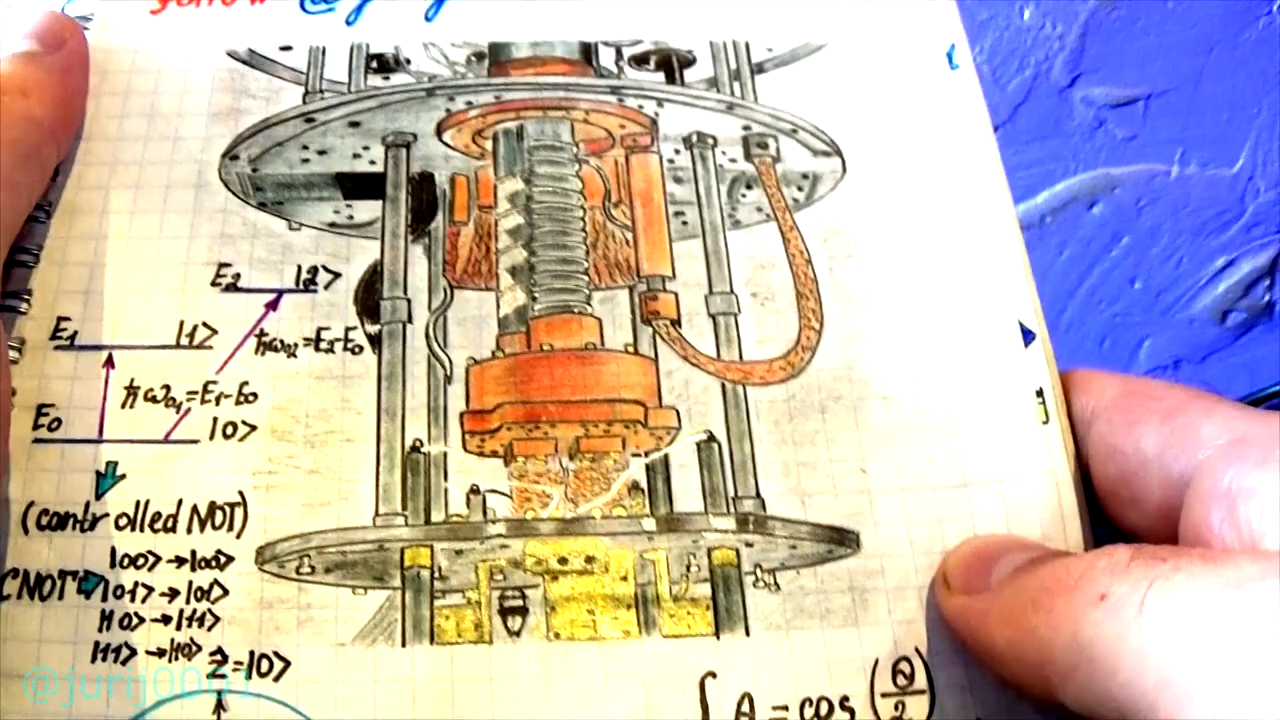 E₂ |2>
E₁ |1>
ħω₀₂=E₂-E₀
ħω₀₁=E₁-E₀
E₀ |0>
(controlled NOT)
|00>→|00>
CNOT |01>→|01>
|10>→|11>
|11>→|10>
ẑ=|0>
@jurij0001
A = cos(θ/2)